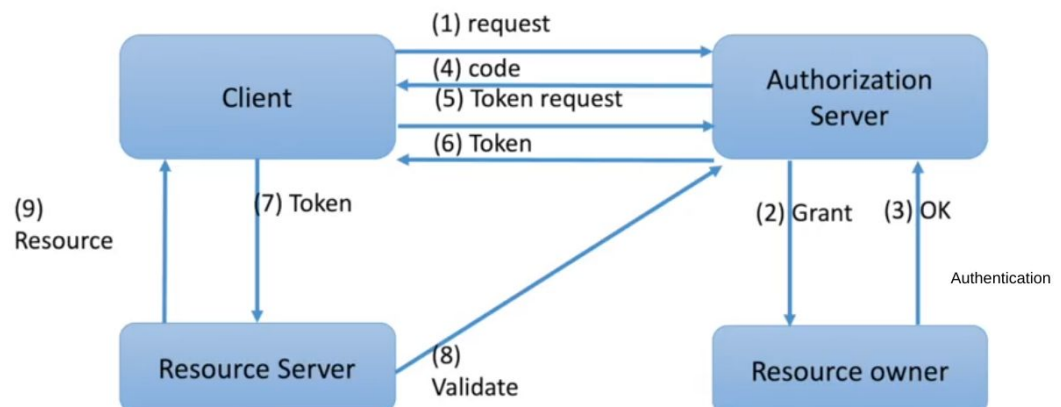 (1) request
Client
(4) code
(5) Token request
(6) Token
Authorization
Server
(9)
Resource
(7) Token
(2) Grant
(3) OK
Authentication
Resource Server
(8)
Validate
Resource owner